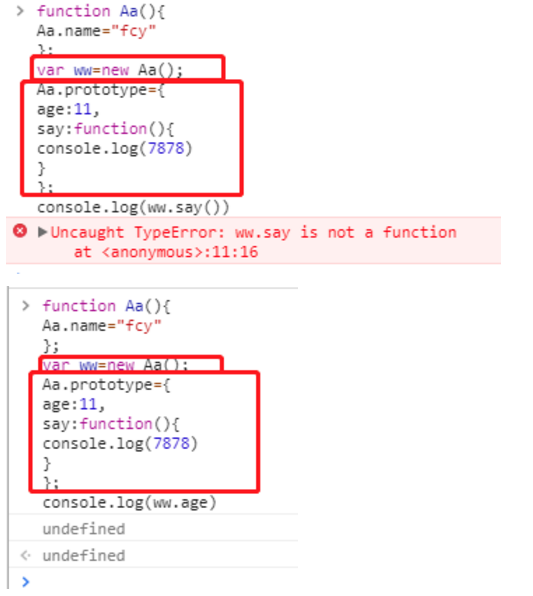 > function Aa(){
Aa.name="fcy"
};
var ww=new Aa();
Aa.prototype={
age:11,
say:function(){
console.log(7878)
}
};
console.log(ww.say())
▶Uncaught TypeError: ww.say is not a function
at <anonymous>:11:16
> function Aa(){
Aa.name="fcy"
};
var ww=new Aa();
Aa.prototype={
age:11,
say:function(){
console.log(7878)
}
};
console.log(ww.age)
undefined
undefined
>